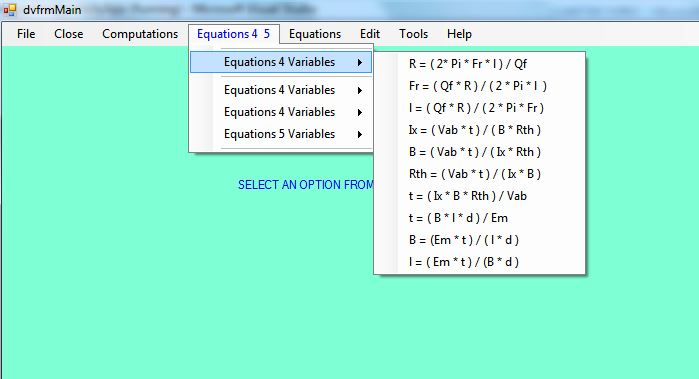 dvfrmMain
File Close Computations Equations 4 5 Equations Edit Tools Help
Equations 4 Variables
Equations 4 Variables
Equations 4 Variables
Equations 5 Variables
R = ( 2* Pi * Fr * l ) / Qf
Fr = ( Qf * R ) / ( 2 * Pi * l )
l = ( Qf * R ) / ( 2 * Pi * Fr )
Ix = ( Vab * t ) / ( B * Rth )
B = ( Vab * t ) / ( Ix * Rth )
Rth = ( Vab * t ) / ( Ix * B )
t = ( Ix * B * Rth ) / Vab
t = ( B * I * d ) / Em
B = (Em * t ) / ( I * d )
I = ( Em * t ) / (B * d )
SELECT AN OPTION FROM